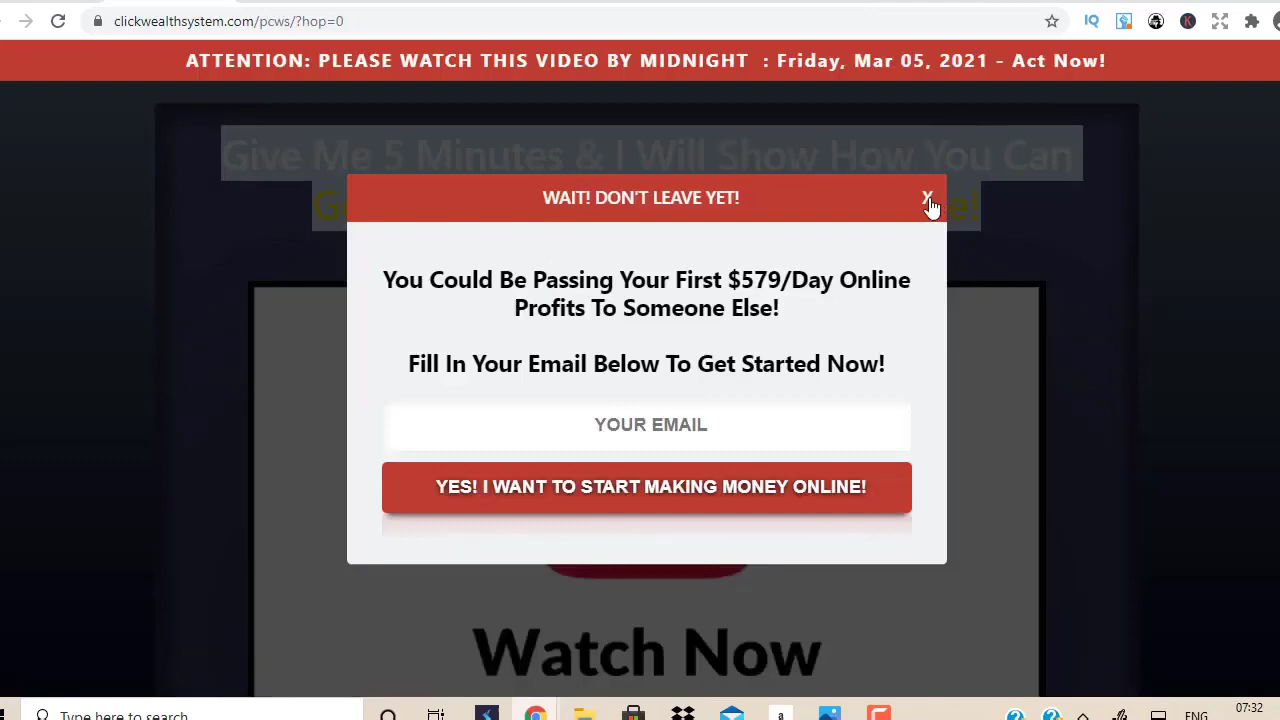 clickwealthsystem.com/pcws/?hop=0
IQ
K
ATTENTION: PLEASE WATCH THIS VIDEO BY MIDNIGHT : Friday, Mar 05, 2021 - Act Now!
Give Me 5 Minutes & I Will Show How You Can
G
e!
WAIT! DON'T LEAVE YET!
X
You Could Be Passing Your First $579/Day Online
Profits To Someone Else!
Fill In Your Email Below To Get Started Now!
YOUR EMAIL
YES! I WANT TO START MAKING MONEY ONLINE!
Watch Now
Type here to search
a
ENG
07:32